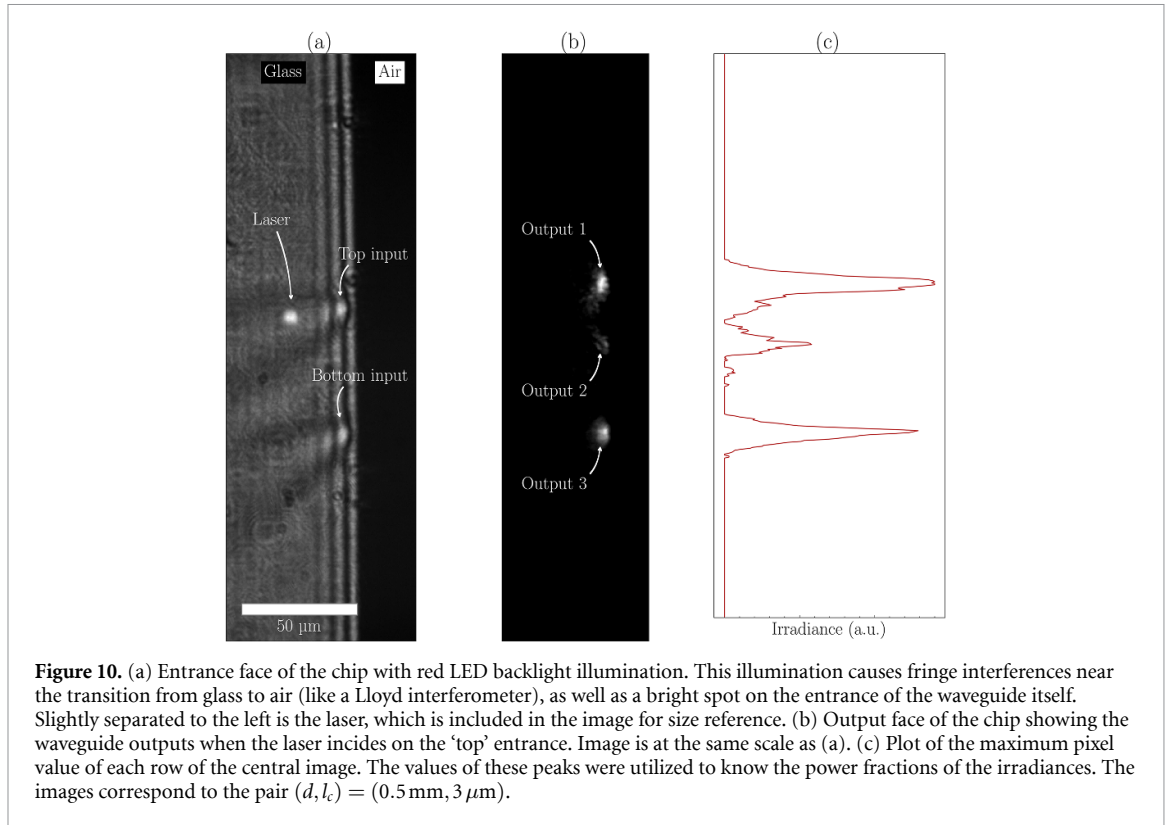 (a)
(b)
(c)
Glass
Air
Laser
Top input
Bottom input
50 µm
Output 1
Output 2
Output 3
Irradiance (a.u.)
Figure 10. (a) Entrance face of the chip with red LED backlight illumination. This illumination causes fringe interferences near
the transition from glass to air (like a Lloyd interferometer), as well as a bright spot on the entrance of the waveguide itself.
Slightly separated to the left is the laser, which is included in the image for size reference. (b) Output face of the chip showing the
waveguide outputs when the laser incides on the ‘top’ entrance. Image is at the same scale as (a). (c) Plot of the maximum pixel
value of each row of the central image. The values of these peaks were utilized to know the power fractions of the irradiances. The
images correspond to the pair (d, l_c) = (0.5 mm, 3 µm).